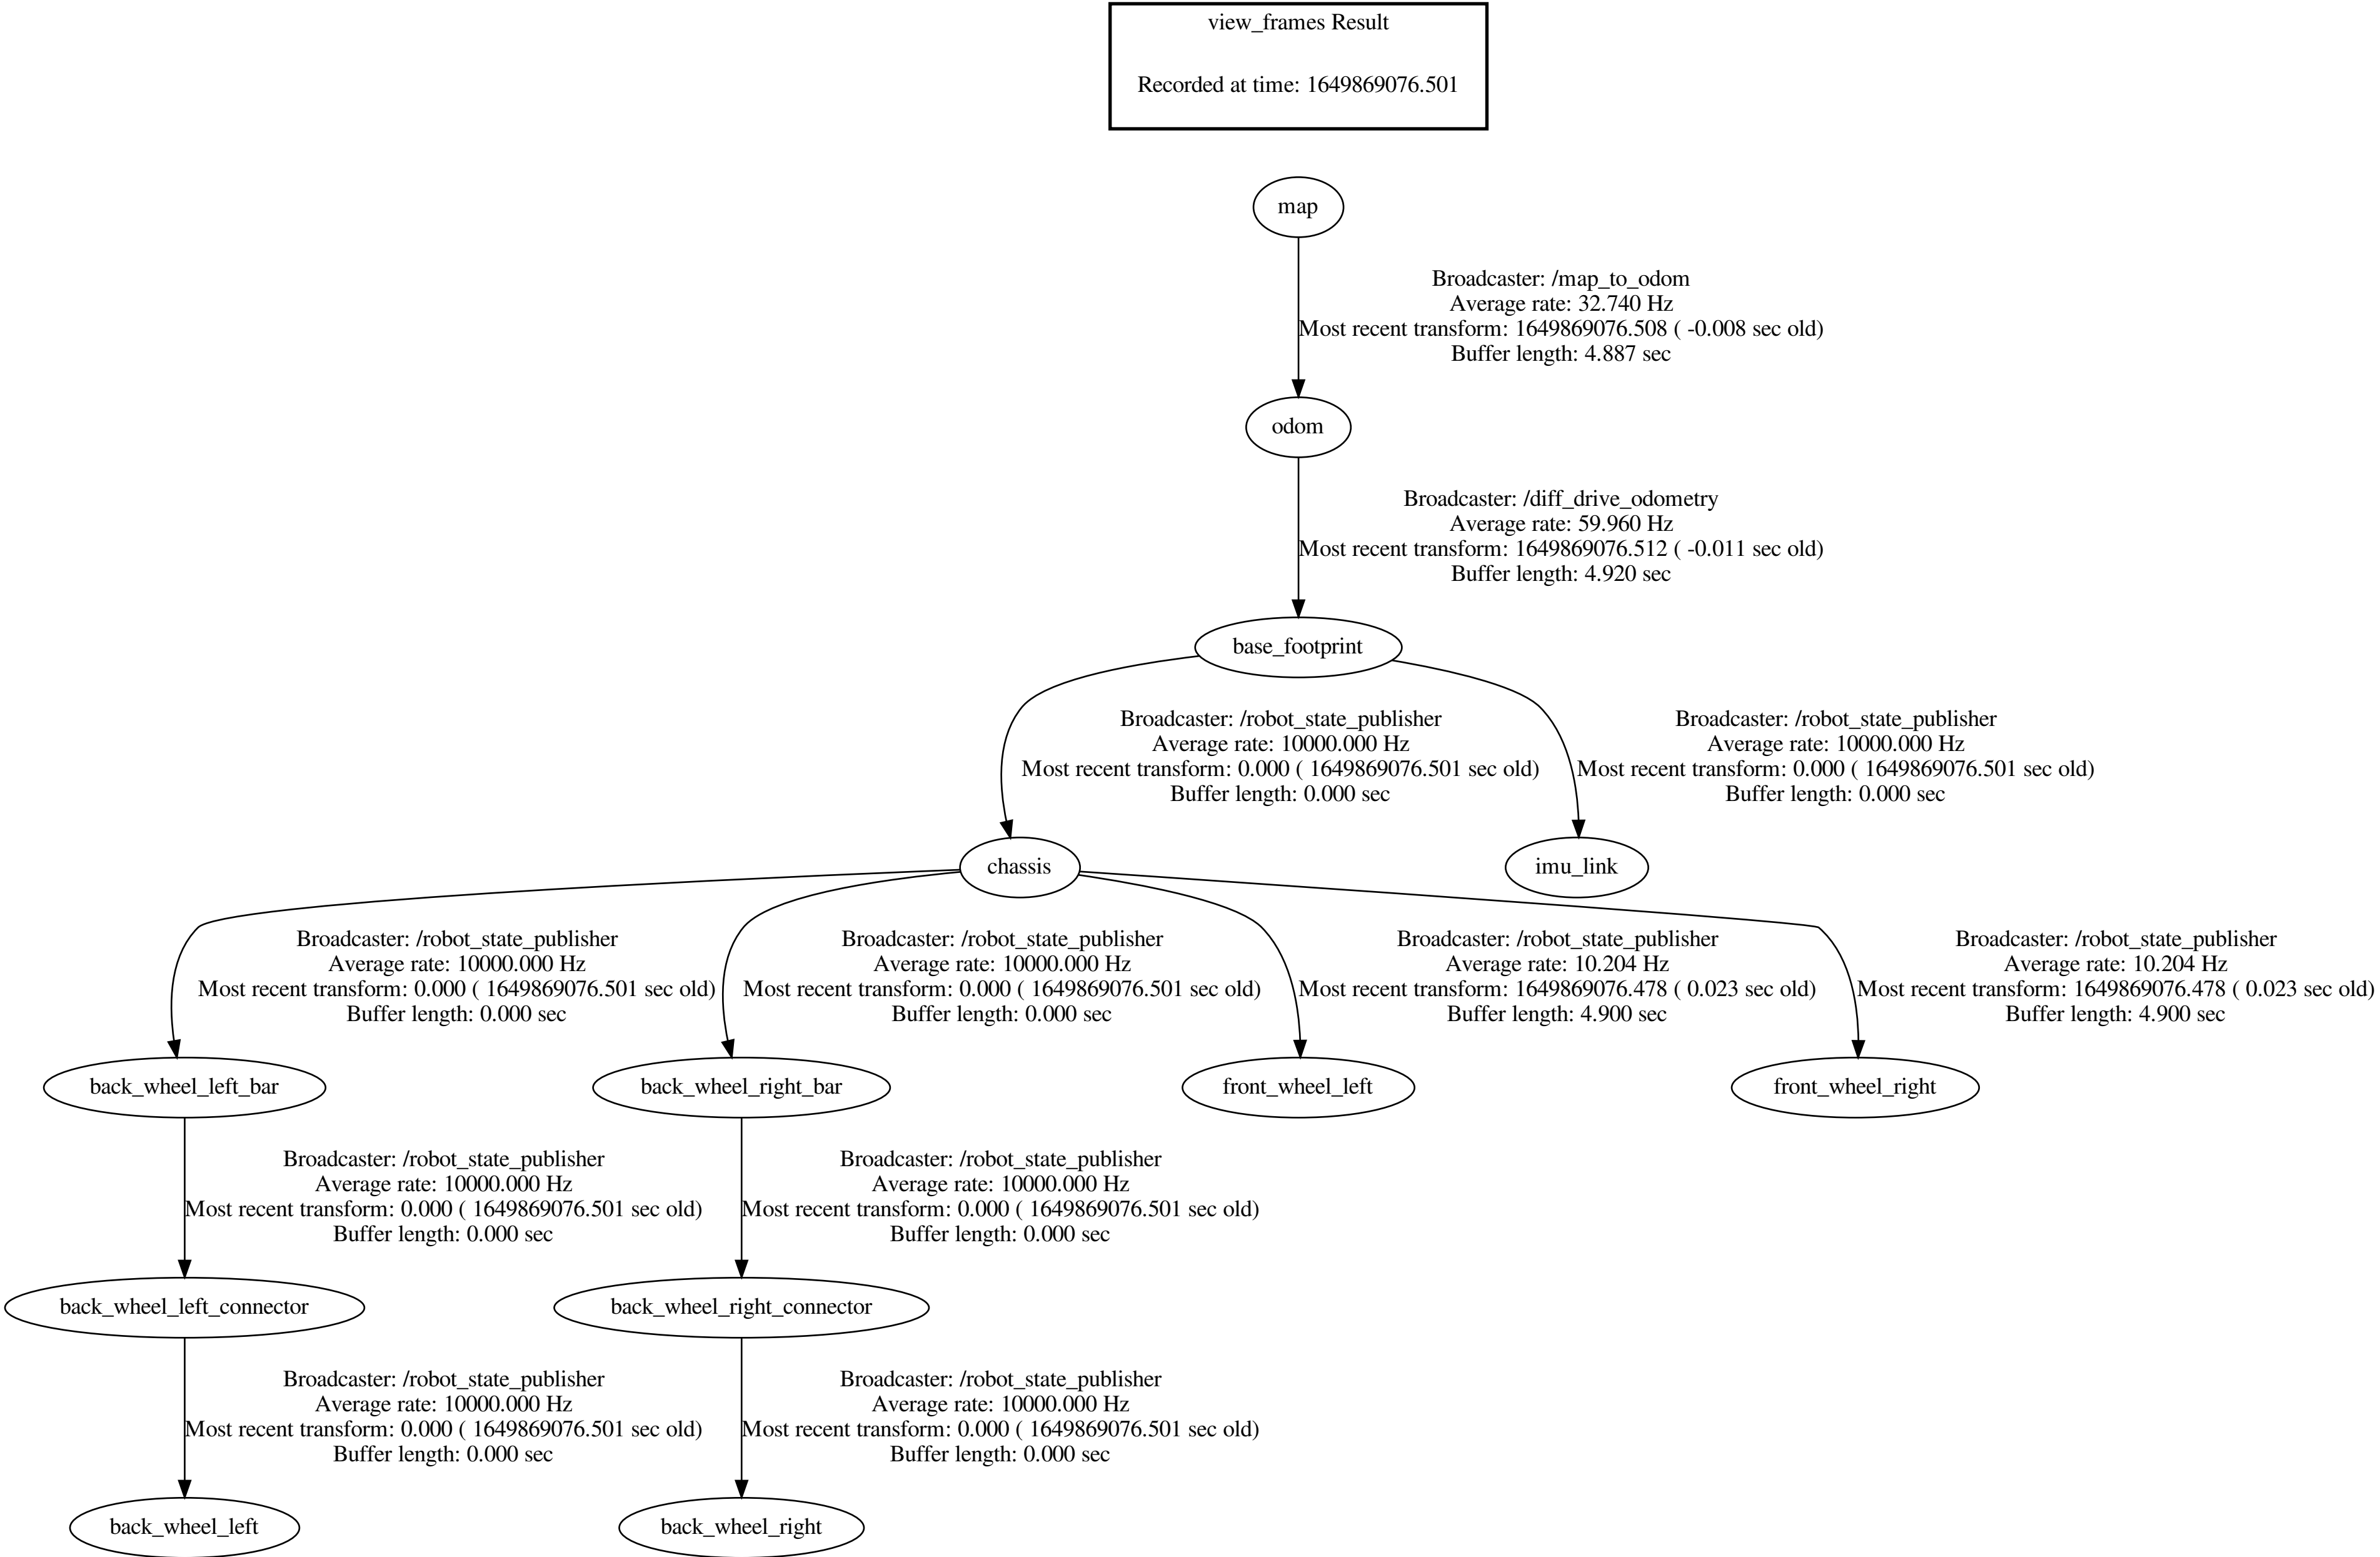 view_frames Result
Recorded at time: 1649869076.501
map
Broadcaster: /map_to_odom
Average rate: 32.740 Hz
Most recent transform: 1649869076.508 ( -0.008 sec old)
Buffer length: 4.887 sec
odom
Broadcaster: /diff_drive_odometry
Average rate: 59.960 Hz
Most recent transform: 1649869076.512 ( -0.011 sec old)
Buffer length: 4.920 sec
base_footprint
Broadcaster: /robot_state_publisher
Average rate: 10000.000 Hz
Most recent transform: 0.000 ( 1649869076.501 sec old)
Buffer length: 0.000 sec
Broadcaster: /robot_state_publisher
Average rate: 10000.000 Hz
Most recent transform: 0.000 ( 1649869076.501 sec old)
Buffer length: 0.000 sec
chassis
imu_link
Broadcaster: /robot_state_publisher
Average rate: 10000.000 Hz
Most recent transform: 0.000 ( 1649869076.501 sec old)
Buffer length: 0.000 sec
Broadcaster: /robot_state_publisher
Average rate: 10000.000 Hz
Most recent transform: 0.000 ( 1649869076.501 sec old)
Buffer length: 0.000 sec
Broadcaster: /robot_state_publisher
Average rate: 10.204 Hz
Most recent transform: 1649869076.478 ( 0.023 sec old)
Buffer length: 4.900 sec
Broadcaster: /robot_state_publisher
Average rate: 10.204 Hz
Most recent transform: 1649869076.478 ( 0.023 sec old)
Buffer length: 4.900 sec
back_wheel_left_bar
back_wheel_right_bar
front_wheel_left
front_wheel_right
Broadcaster: /robot_state_publisher
Average rate: 10000.000 Hz
Most recent transform: 0.000 ( 1649869076.501 sec old)
Buffer length: 0.000 sec
Broadcaster: /robot_state_publisher
Average rate: 10000.000 Hz
Most recent transform: 0.000 ( 1649869076.501 sec old)
Buffer length: 0.000 sec
back_wheel_left_connector
back_wheel_right_connector
Broadcaster: /robot_state_publisher
Average rate: 10000.000 Hz
Most recent transform: 0.000 ( 1649869076.501 sec old)
Buffer length: 0.000 sec
Broadcaster: /robot_state_publisher
Average rate: 10000.000 Hz
Most recent transform: 0.000 ( 1649869076.501 sec old)
Buffer length: 0.000 sec
back_wheel_left
back_wheel_right